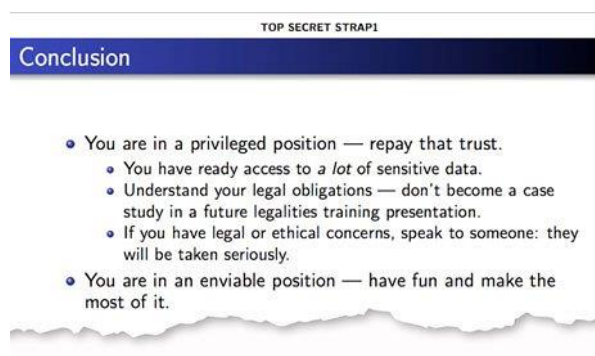 TOP SECRET STRAP1
Conclusion
You are in a privileged position — repay that trust.
You have ready access to a lot of sensitive data.
Understand your legal obligations — don't become a case
study in a future legalities training presentation.
If you have legal or ethical concerns, speak to someone: they
will be taken seriously.
You are in an enviable position — have fun and make the
most of it.